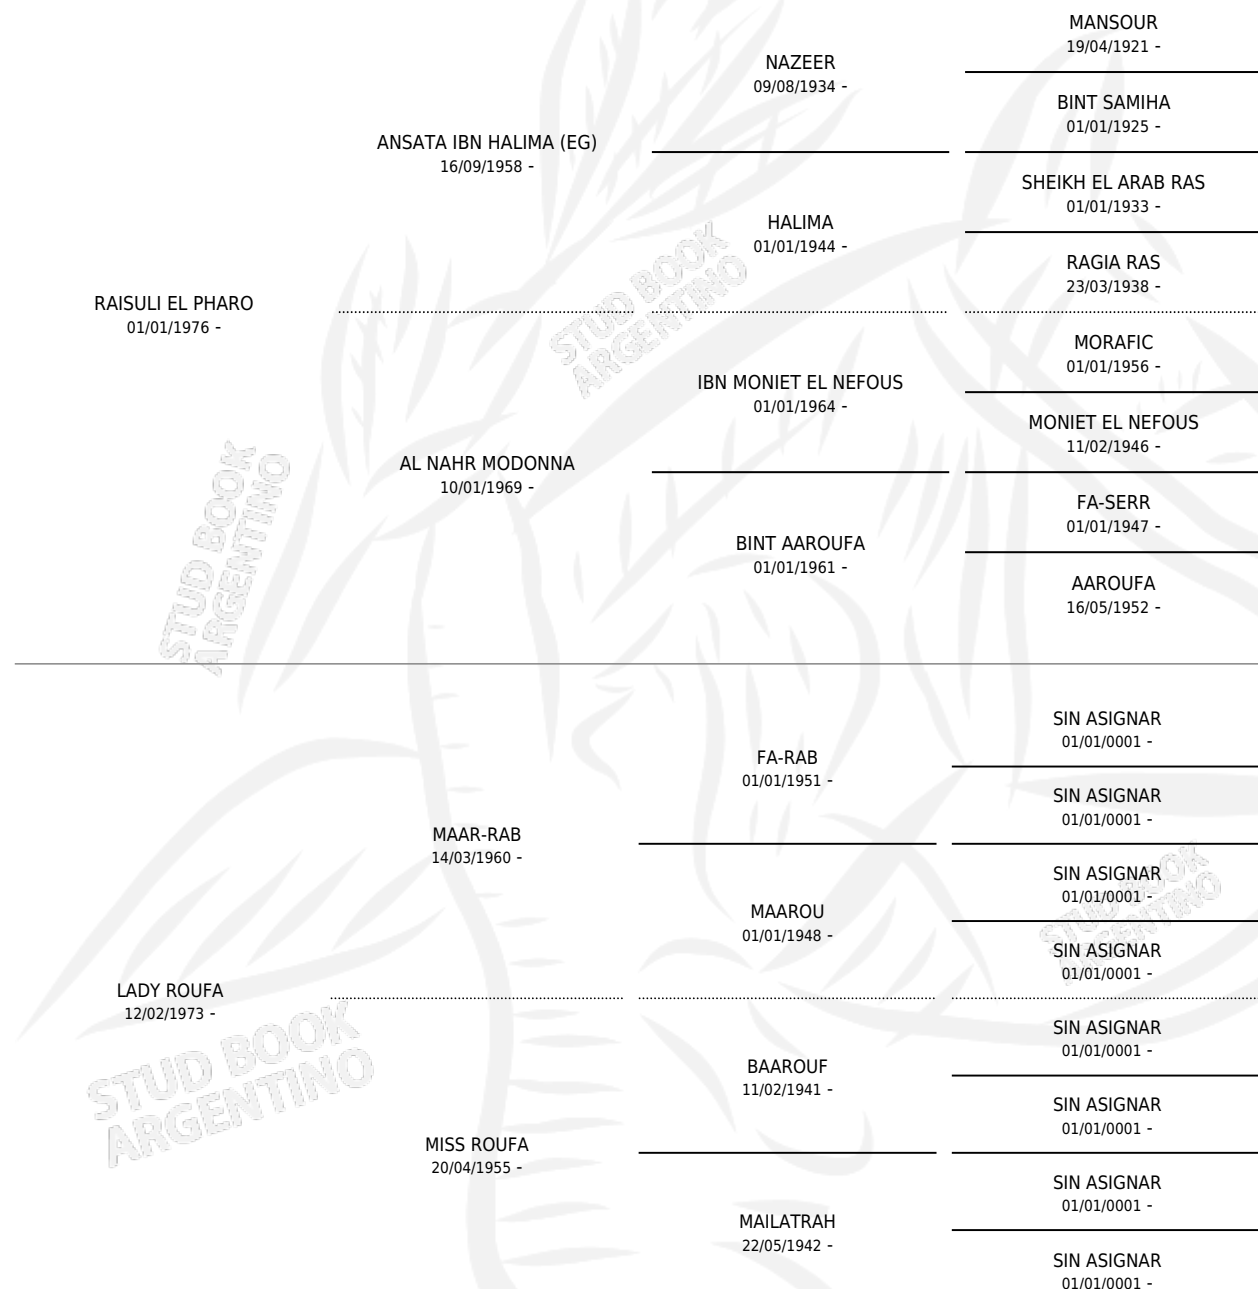 MANSOUR
19/04/1921 -
NAZEER
09/08/1934 -
BINT SAMIHA
01/01/1925 -
ANSATA IBN HALIMA (EG)
16/09/1958 -
SHEIKH EL ARAB RAS
01/01/1933 -
HALIMA
01/01/1944 -
RAGIA RAS
23/03/1938 -
RAISULI EL PHARO
01/01/1976 -
STUD BOOK
ARGENTINO
MORAFIC
01/01/1956 -
IBN MONIET EL NEFOUS
01/01/1964 -
MONIET EL NEFOUS
11/02/1946 -
AL NAHR MODONNA
10/01/1969 -
FA-SERR
01/01/1947 -
BINT AAROUFA
01/01/1961 -
AAROUFA
16/05/1952 -
STUD BOOK
ARGENTINO
SIN ASIGNAR
01/01/0001 -
FA-RAB
01/01/1951 -
SIN ASIGNAR
01/01/0001 -
MAAR-RAB
14/03/1960 -
SIN ASIGNAR
01/01/0001 -
MAAROU
01/01/1948 -
SIN ASIGNAR
01/01/0001 -
STUD BOOK
ARGENTINO
LADY ROUFA
12/02/1973 -
SIN ASIGNAR
01/01/0001 -
BAAROUF
11/02/1941 -
SIN ASIGNAR
01/01/0001 -
STUD BOOK
ARGENTINO
MISS ROUFA
20/04/1955 -
SIN ASIGNAR
01/01/0001 -
MAILATRAH
22/05/1942 -
SIN ASIGNAR
01/01/0001 -